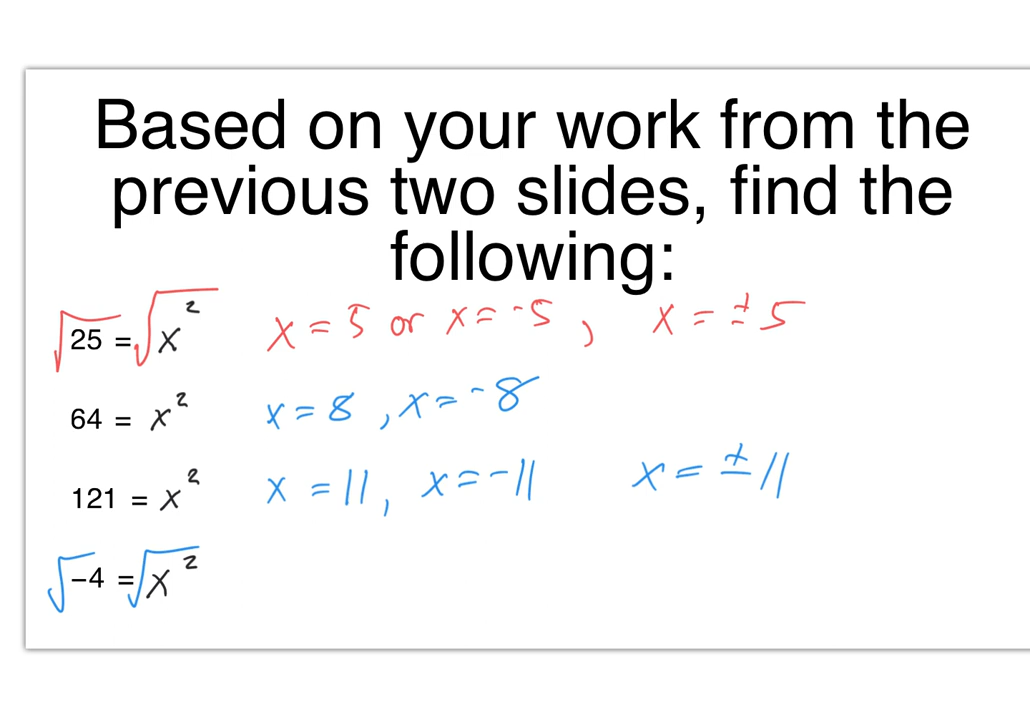 Based on your work from the
previous two slides, find the
following:
√25 = √x² x = 5 or x = -5 , x = ±5
64 = x² x = 8 , x = -8
121 = x² x = 11, x = -11 x = ±11
√-4 = √x²